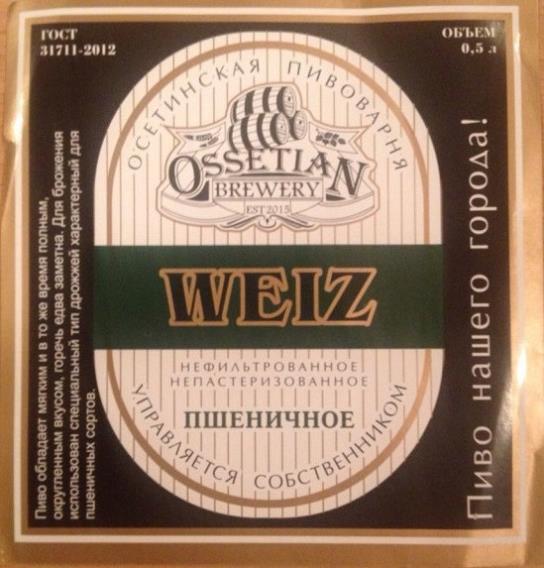 ГОСТ
31711-2012
ОБЪЕМ
0,5 л
ОСЕТИНСКАЯ ПИВОВАРНЯ
OSSETIAN
BREWERY
EST 2015
WEIZ
НЕФИЛЬТРОВАННОЕ
НЕПАСТЕРИЗОВАННОЕ
ПШЕНИЧНОЕ
УПРАВЛЯЕТСЯ СОБСТВЕННИКОМ
Пиво обладает мягким и в то же время полным,
округленным вкусом, горечь едва заметна. Для брожения
использован специальный тип дрожжей характерный для
пшеничных сортов.
Пиво нашего города!